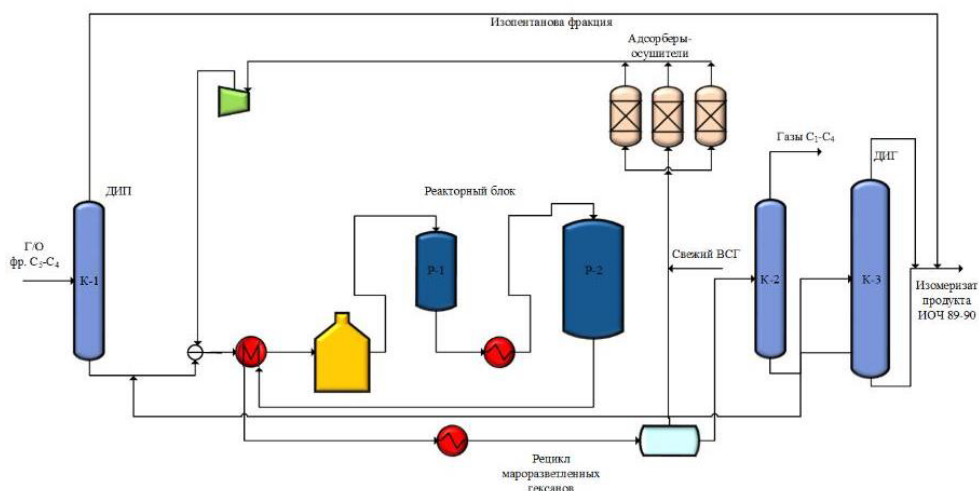 Изопентанова фракция
Адсорберы-
осушители
Газы C₁-C₄
ДИП
Реакторный блок
ДИГ
Г/О
фр. C₅-C₄
К-1
Р-1
Р-2
Свежий ВСГ
К-2
К-3
Изомеризат
продукта
ИОЧ 89-90
Рецикл
мароразветленных
гексанов